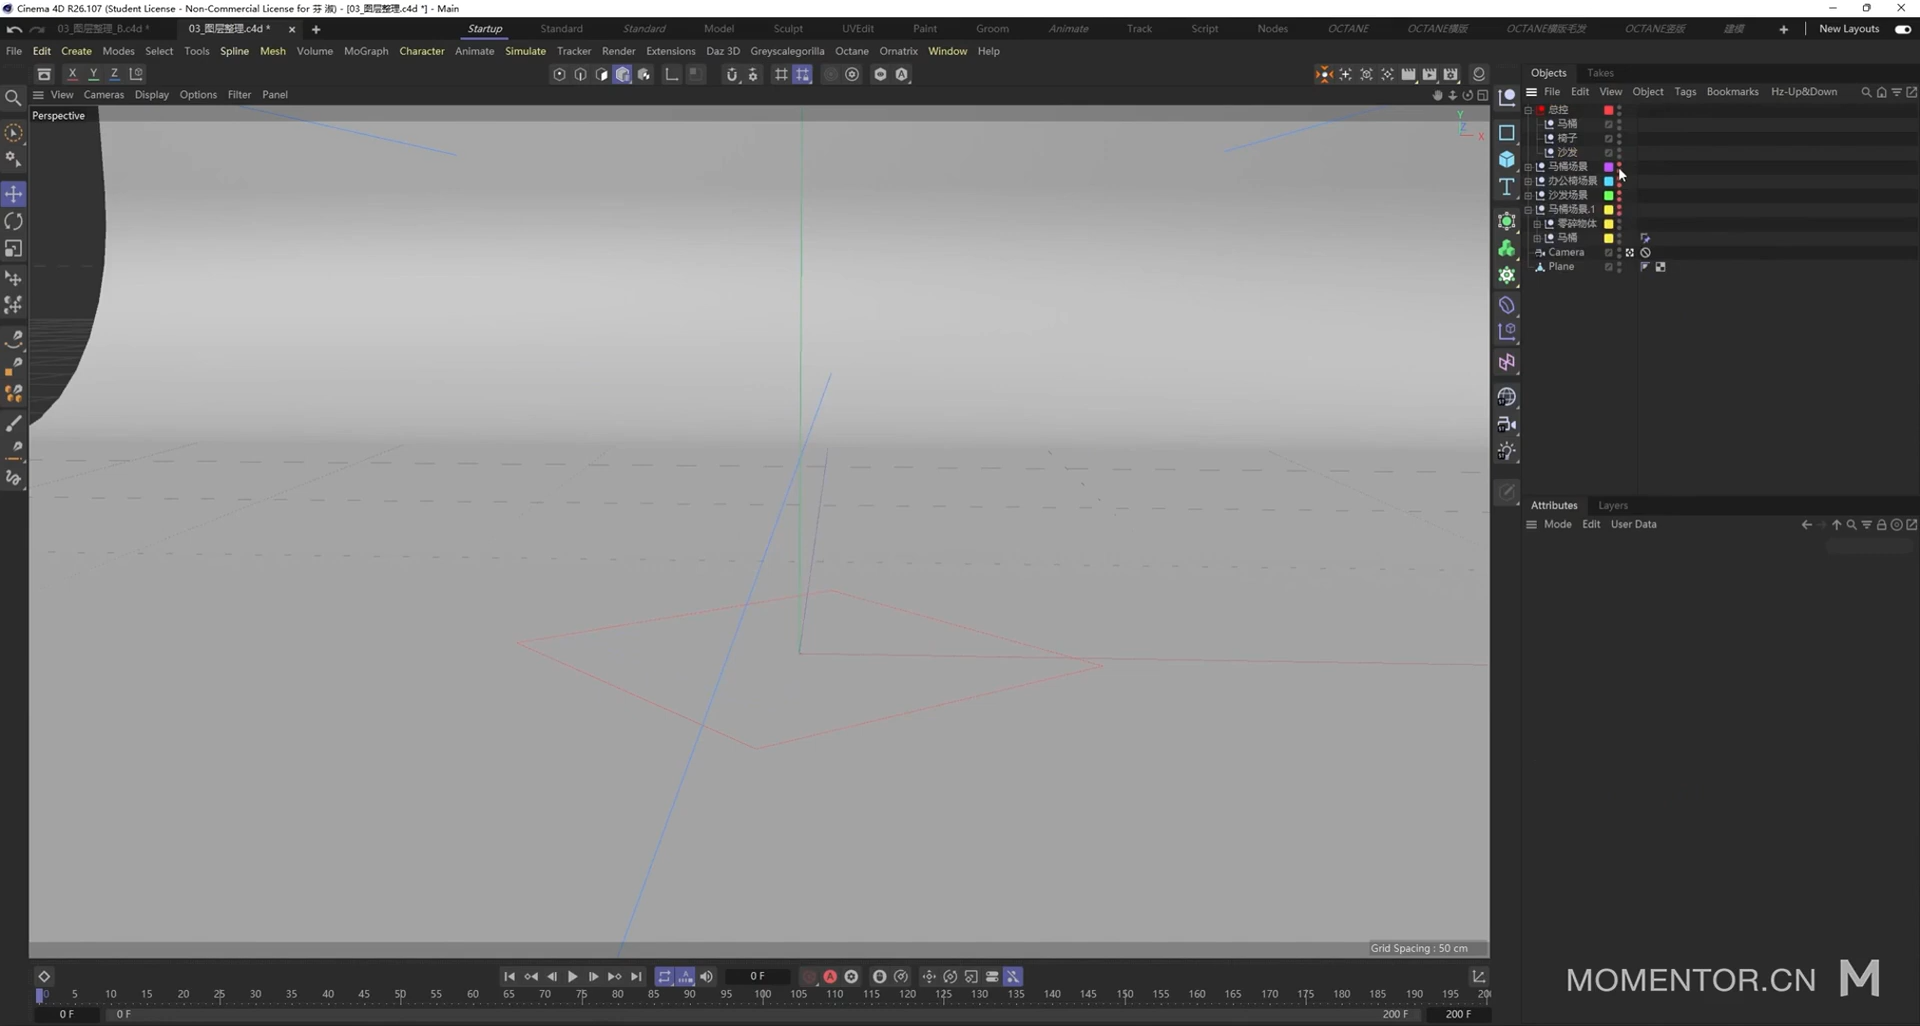 Cinema 4D R26.107 (Student License - Non-Commercial License for 芬 淑) - [03_图层整理.c4d *] - Main
03_图层整理_B.c4d * 03_图层整理.c4d * Startup Standard Standard Model Sculpt UVEdit Paint Groom Animate Track Script Nodes OCTANE OCTANE横版 OCTANE横版毛发 OCTANE竖版 建模 New Layouts
File Edit Create Modes Select Spline Mesh Volume MoGraph Character Animate Simulate Tracker Render Extensions Daz 3D Greyscalegorilla Octane Ornatrix Window Help
X Y Z
Objects Takes
View Cameras Display Options Filter Panel
File Edit View Object Tags Bookmarks Hz-Up&Down
Perspective
Y
Z
X
总控
马桶
椅子
沙发
马桶场景
办公椅场景
沙发场景
马桶场景.1
零碎物体
马桶
Camera
Plane
Attributes Layers
Mode Edit User Data
Grid Spacing : 50 cm
0 F
0 5 10 15 20 25 30 35 40 45 50 55 60 65 70 75 80 85 90 95 100 105 110 115 120 125 130 135 140 145 150 155 160 165 170 175 180 185 190 195
0 F 0 F 200 F 200 F
MOMENTOR.CN M